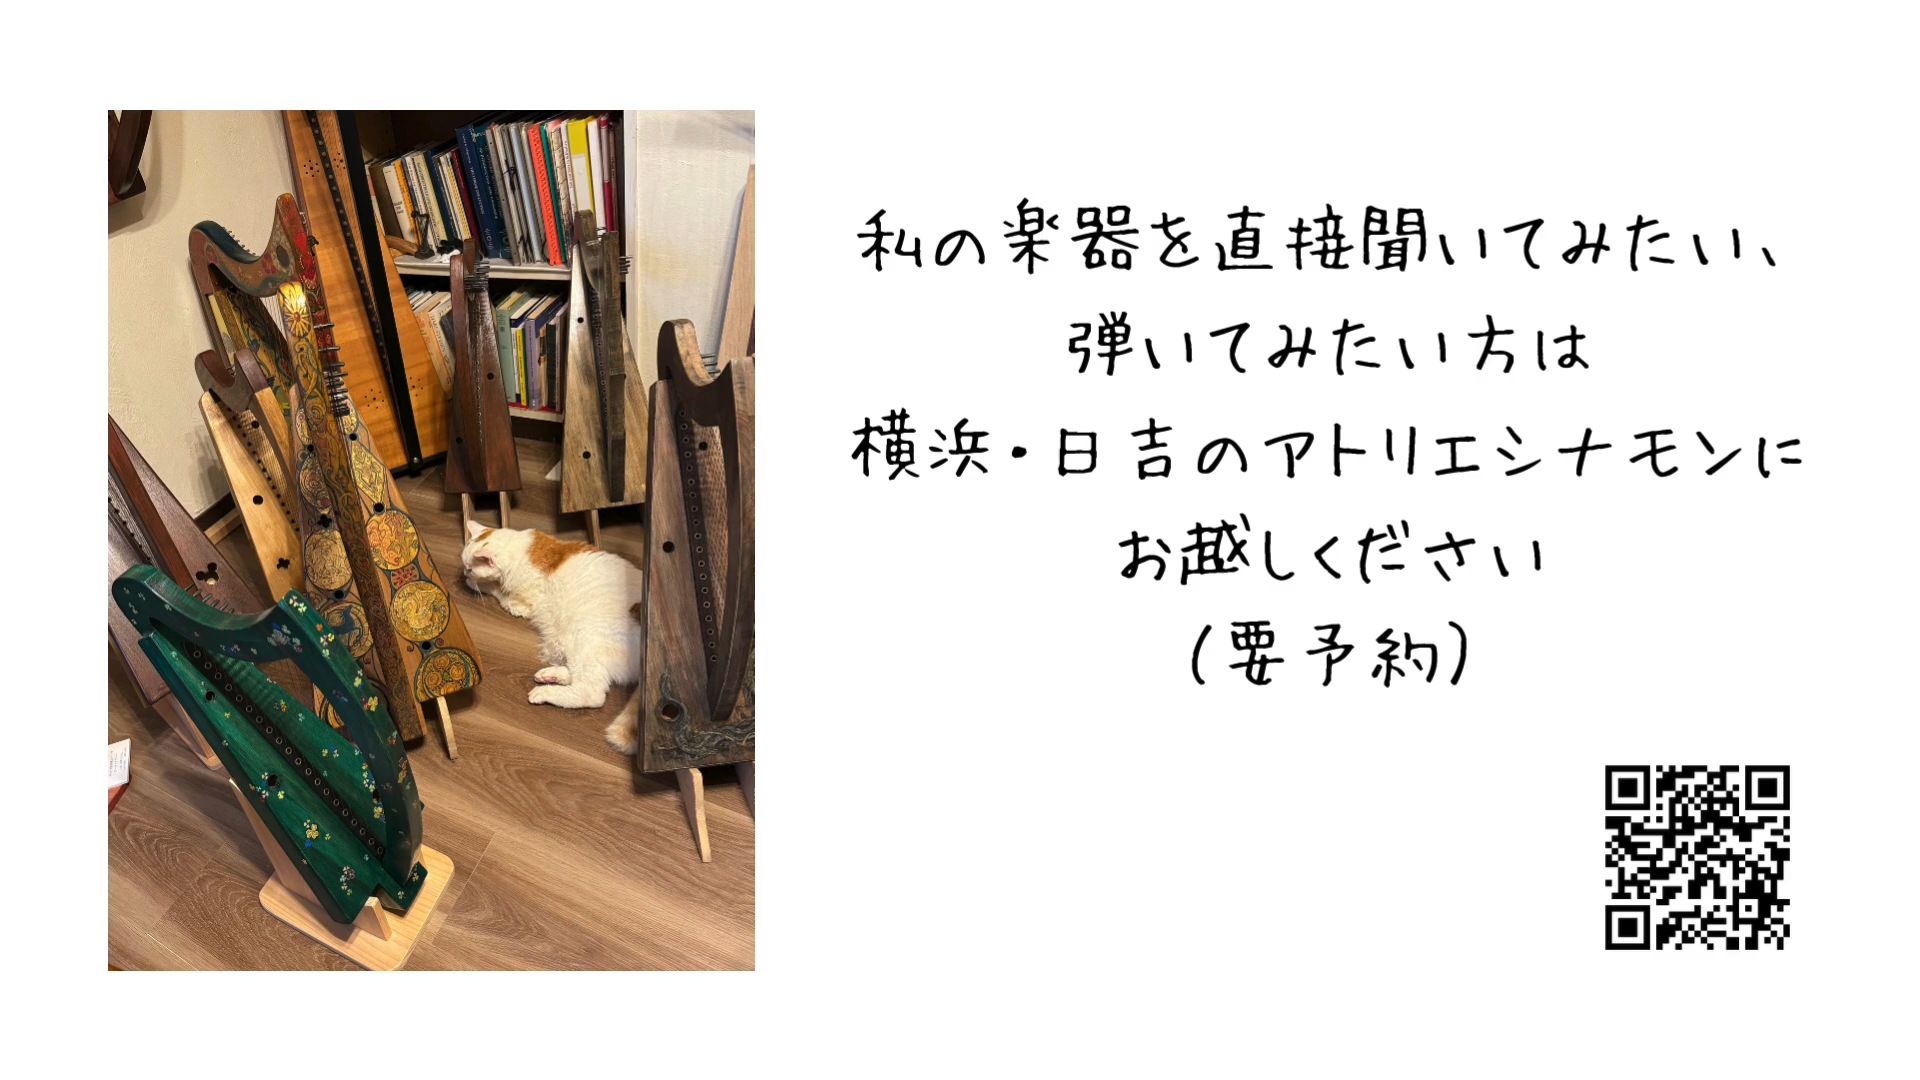 私の楽器を直接聞いてみたい、
弾いてみたい方は
横浜・日吉のアトリエシナモンに
お越しください
（要予約）